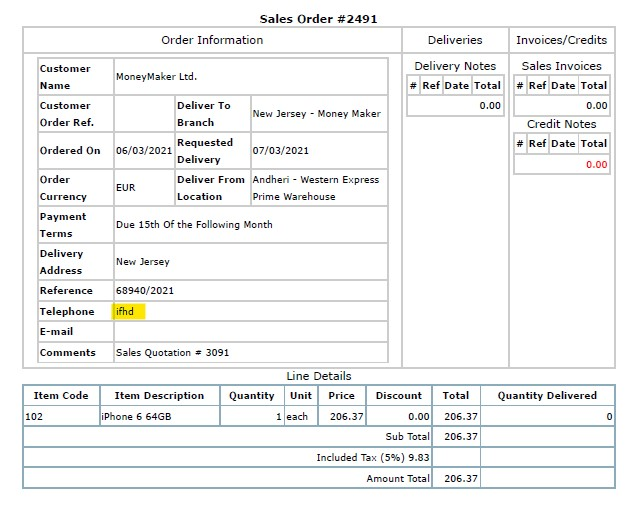 Sales Order #2491
Order Information
Deliveries
Invoices/Credits
Customer Name MoneyMaker Ltd.
Customer Order Ref. Deliver To Branch New Jersey - Money Maker
Ordered On 06/03/2021 Requested Delivery 07/03/2021
Order Currency EUR Deliver From Location Andheri - Western Express Prime Warehouse
Payment Terms Due 15th Of the Following Month
Delivery Address New Jersey
Reference 68940/2021
Telephone ifhd
E-mail
Comments Sales Quotation # 3091
Delivery Notes
# Ref Date Total
0.00
Sales Invoices
# Ref Date Total
0.00
Credit Notes
# Ref Date Total
0.00
Line Details
Item Code Item Description Quantity Unit Price Discount Total Quantity Delivered
102 iPhone 6 64GB 1 each 206.37 0.00 206.37 0
Sub Total 206.37
Included Tax (5%) 9.83
Amount Total 206.37